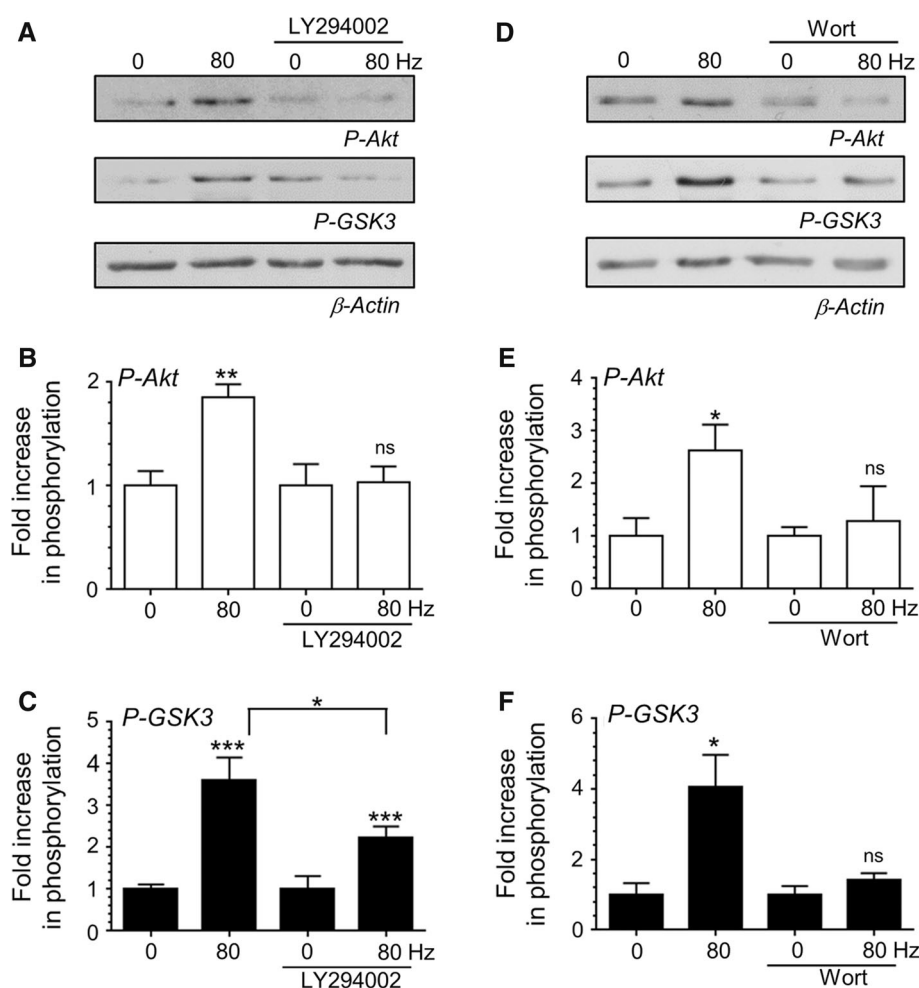 A
LY294002
0 80 0 80 Hz
P-Akt
P-GSK3
β-Actin
D
Wort
0 80 0 80 Hz
P-Akt
P-GSK3
β-Actin
B
P-Akt
Fold increase
in phosphorylation
2
1
0
**
ns
0 80 0 80 Hz
LY294002
E
P-Akt
Fold increase
in phosphorylation
4
3
2
1
0
*
ns
0 80 0 80 Hz
Wort
C
P-GSK3
Fold increase
in phosphorylation
5
4
3
2
1
0
***
*
***
0 80 0 80 Hz
LY294002
F
P-GSK3
Fold increase
in phosphorylation
6
4
2
0
*
ns
0 80 0 80 Hz
Wort